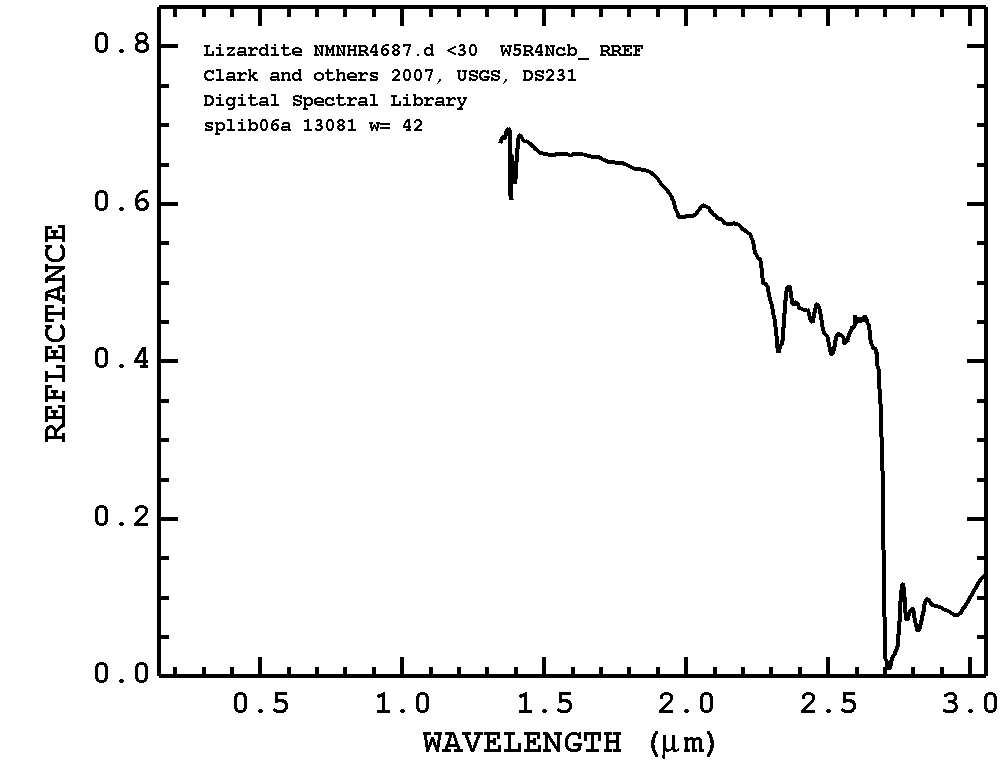 0.8
Lizardite NMNHR4687.d <30  W5R4Ncb_ RREF
Clark and others 2007, USGS, DS231
Digital Spectral Library
splib06a 13081 w= 42
0.6
REFLECTANCE
0.4
0.2
0.0
0.5 1.0 1.5 2.0 2.5 3.0
WAVELENGTH (μm)